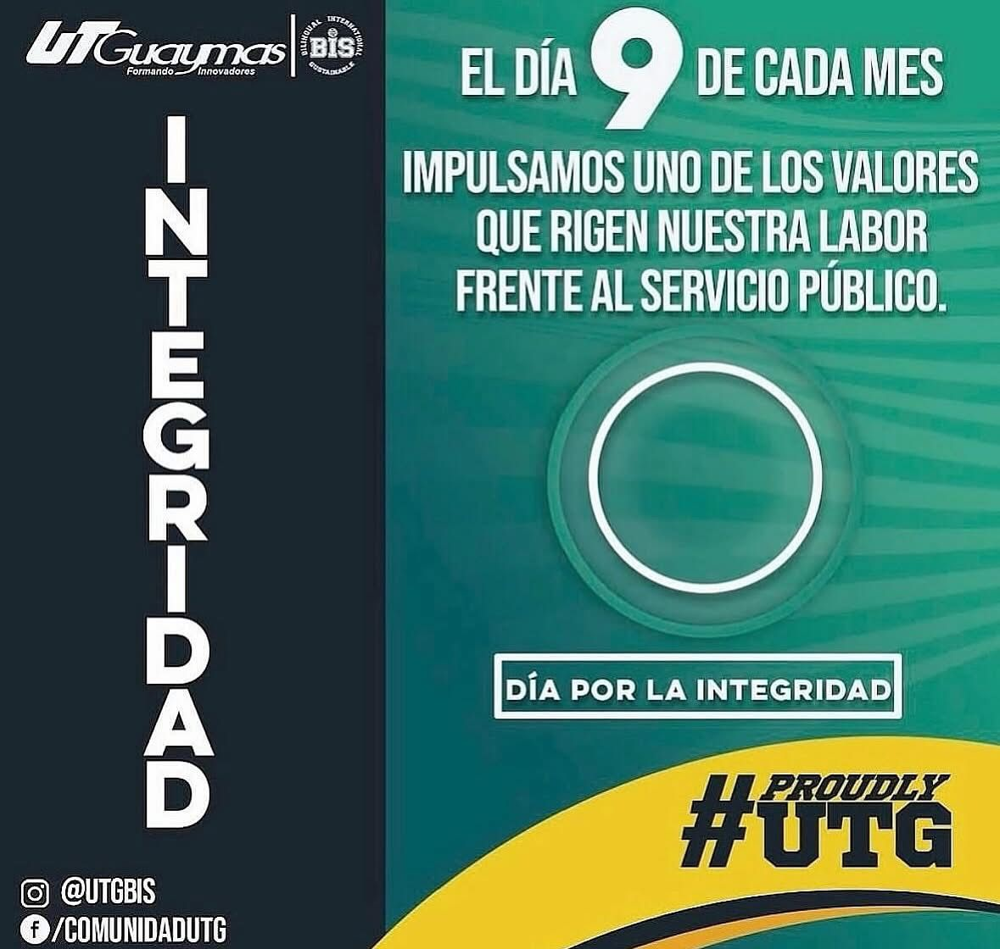 UTGuaymas
Formando Innovadores
BILINGUAL INTERNATIONAL
BIS
SUSTAINABLE
INTEGRIDAD
EL DÍA 9 DE CADA MES
IMPULSAMOS UNO DE LOS VALORES
QUE RIGEN NUESTRA LABOR
FRENTE AL SERVICIO PÚBLICO.
DÍA POR LA INTEGRIDAD
#PROUDLY
UTG
@UTGBIS
/COMUNIDADUTG